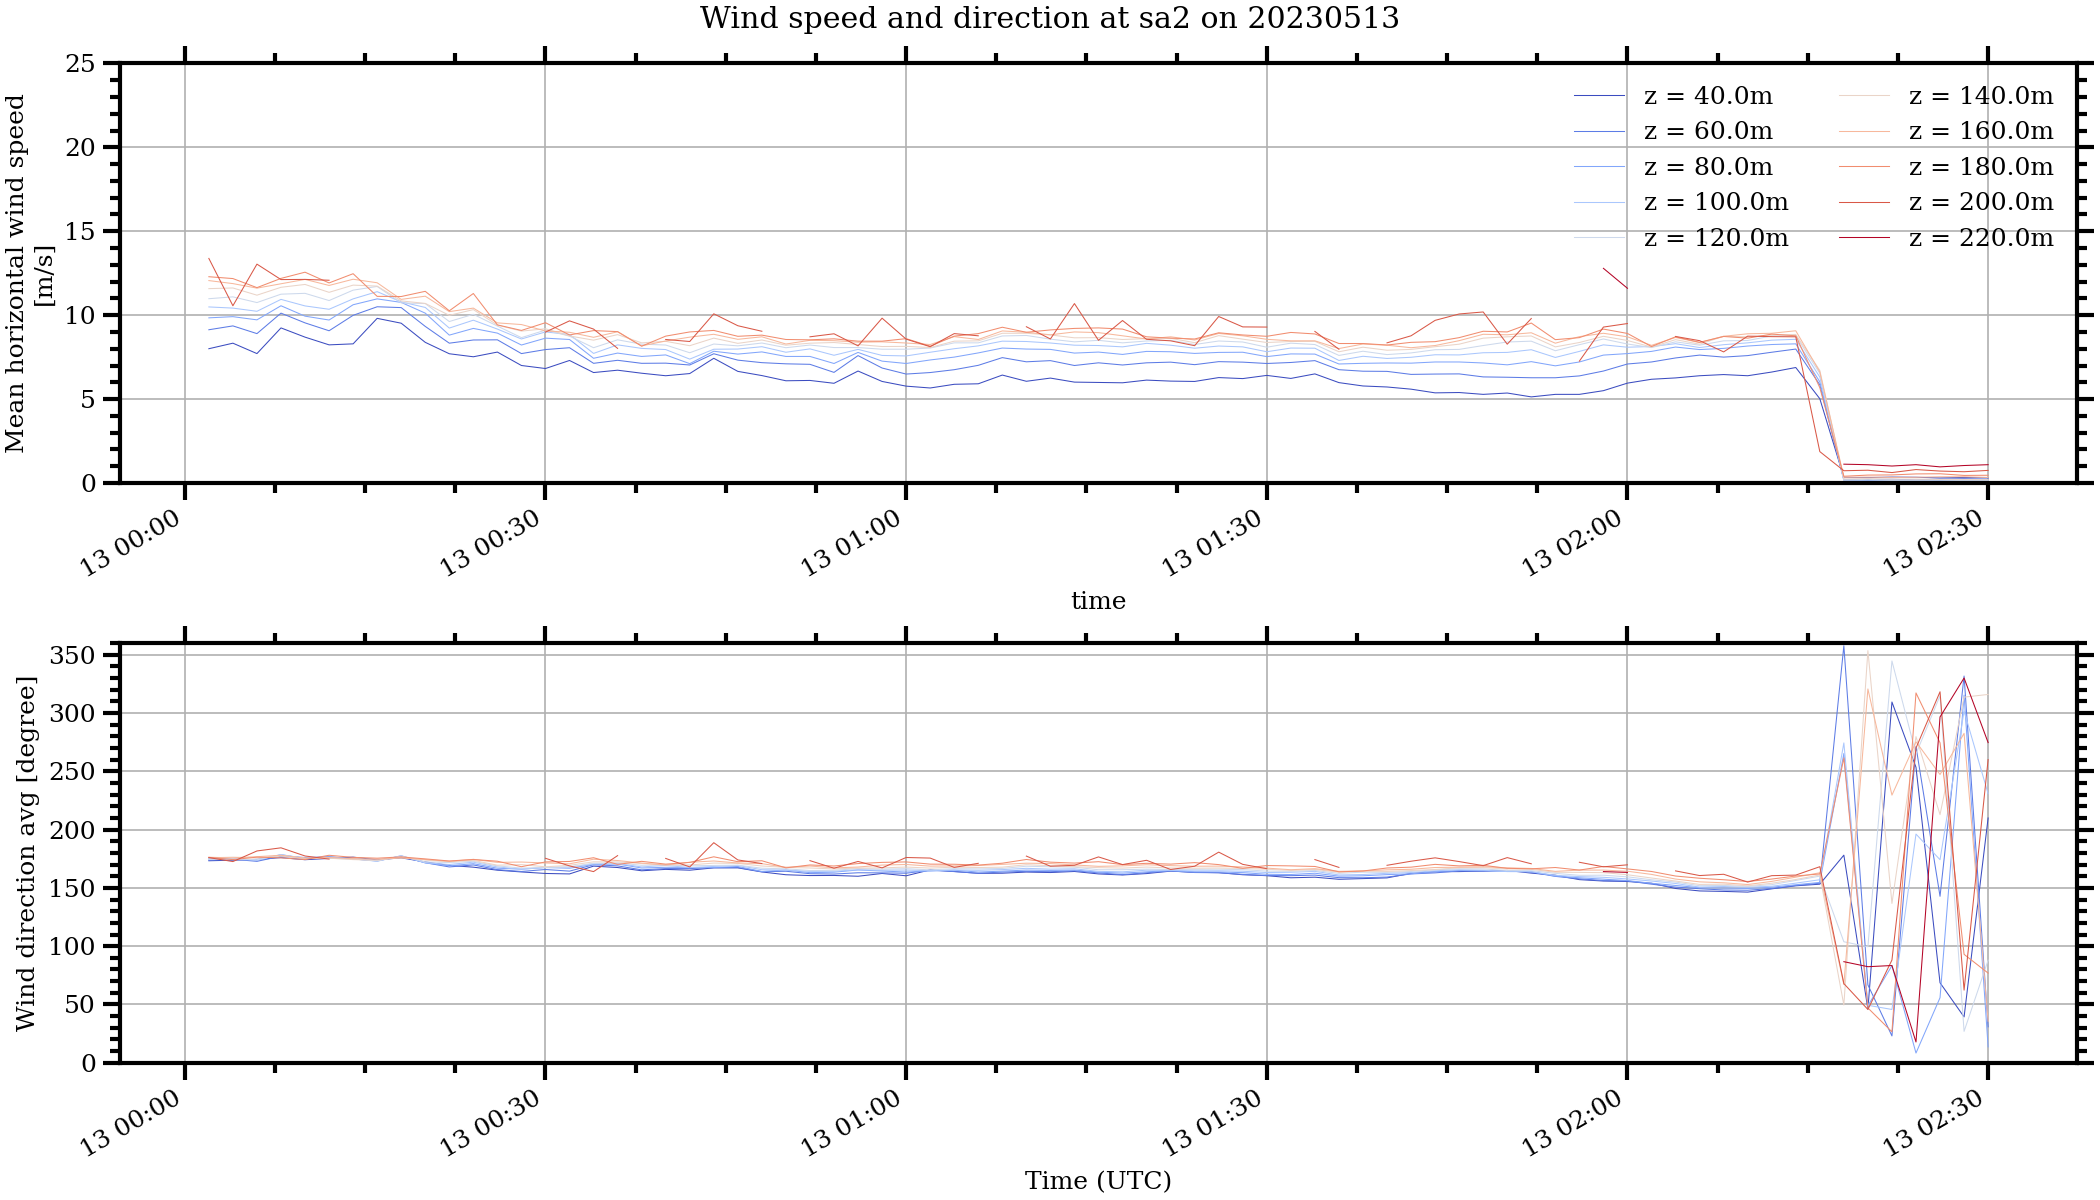 Wind speed and direction at sa2 on 20230513
Mean horizontal wind speed
[m/s]
25
20
15
10
5
0
z = 40.0m
z = 60.0m
z = 80.0m
z = 100.0m
z = 120.0m
z = 140.0m
z = 160.0m
z = 180.0m
z = 200.0m
z = 220.0m
13 00:00
13 00:30
13 01:00
13 01:30
13 02:00
13 02:30
time
Wind direction avg [degree]
350
300
250
200
150
100
50
0
13 00:00
13 00:30
13 01:00
13 01:30
13 02:00
13 02:30
Time (UTC)